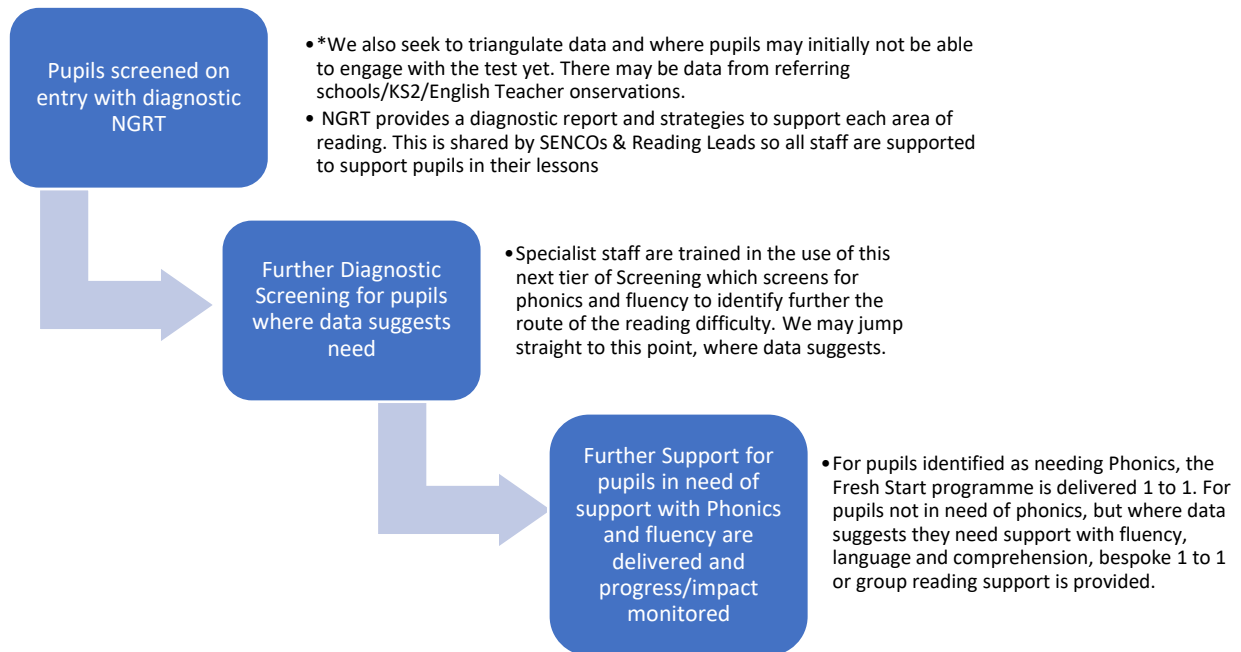 Pupils screened on
entry with diagnostic
NGRT
•*We also seek to triangulate data and where pupils may initially not be able
to engage with the test yet. There may be data from referring
schools/KS2/English Teacher onservations.
• NGRT provides a diagnostic report and strategies to support each area of
reading. This is shared by SENCOs & Reading Leads so all staff are supported
to support pupils in their lessons
Further Diagnostic
Screening for pupils
where data suggests
need
•Specialist staff are trained in the use of this
next tier of Screening which screens for
phonics and fluency to identify further the
route of the reading difficulty. We may jump
straight to this point, where data suggests.
Further Support for
pupils in need of
support with Phonics
and fluency are
delivered and
progress/impact
monitored
•For pupils identified as needing Phonics, the
Fresh Start programme is delivered 1 to 1. For
pupils not in need of phonics, but where data
suggests they need support with fluency,
language and comprehension, bespoke 1 to 1
or group reading support is provided.